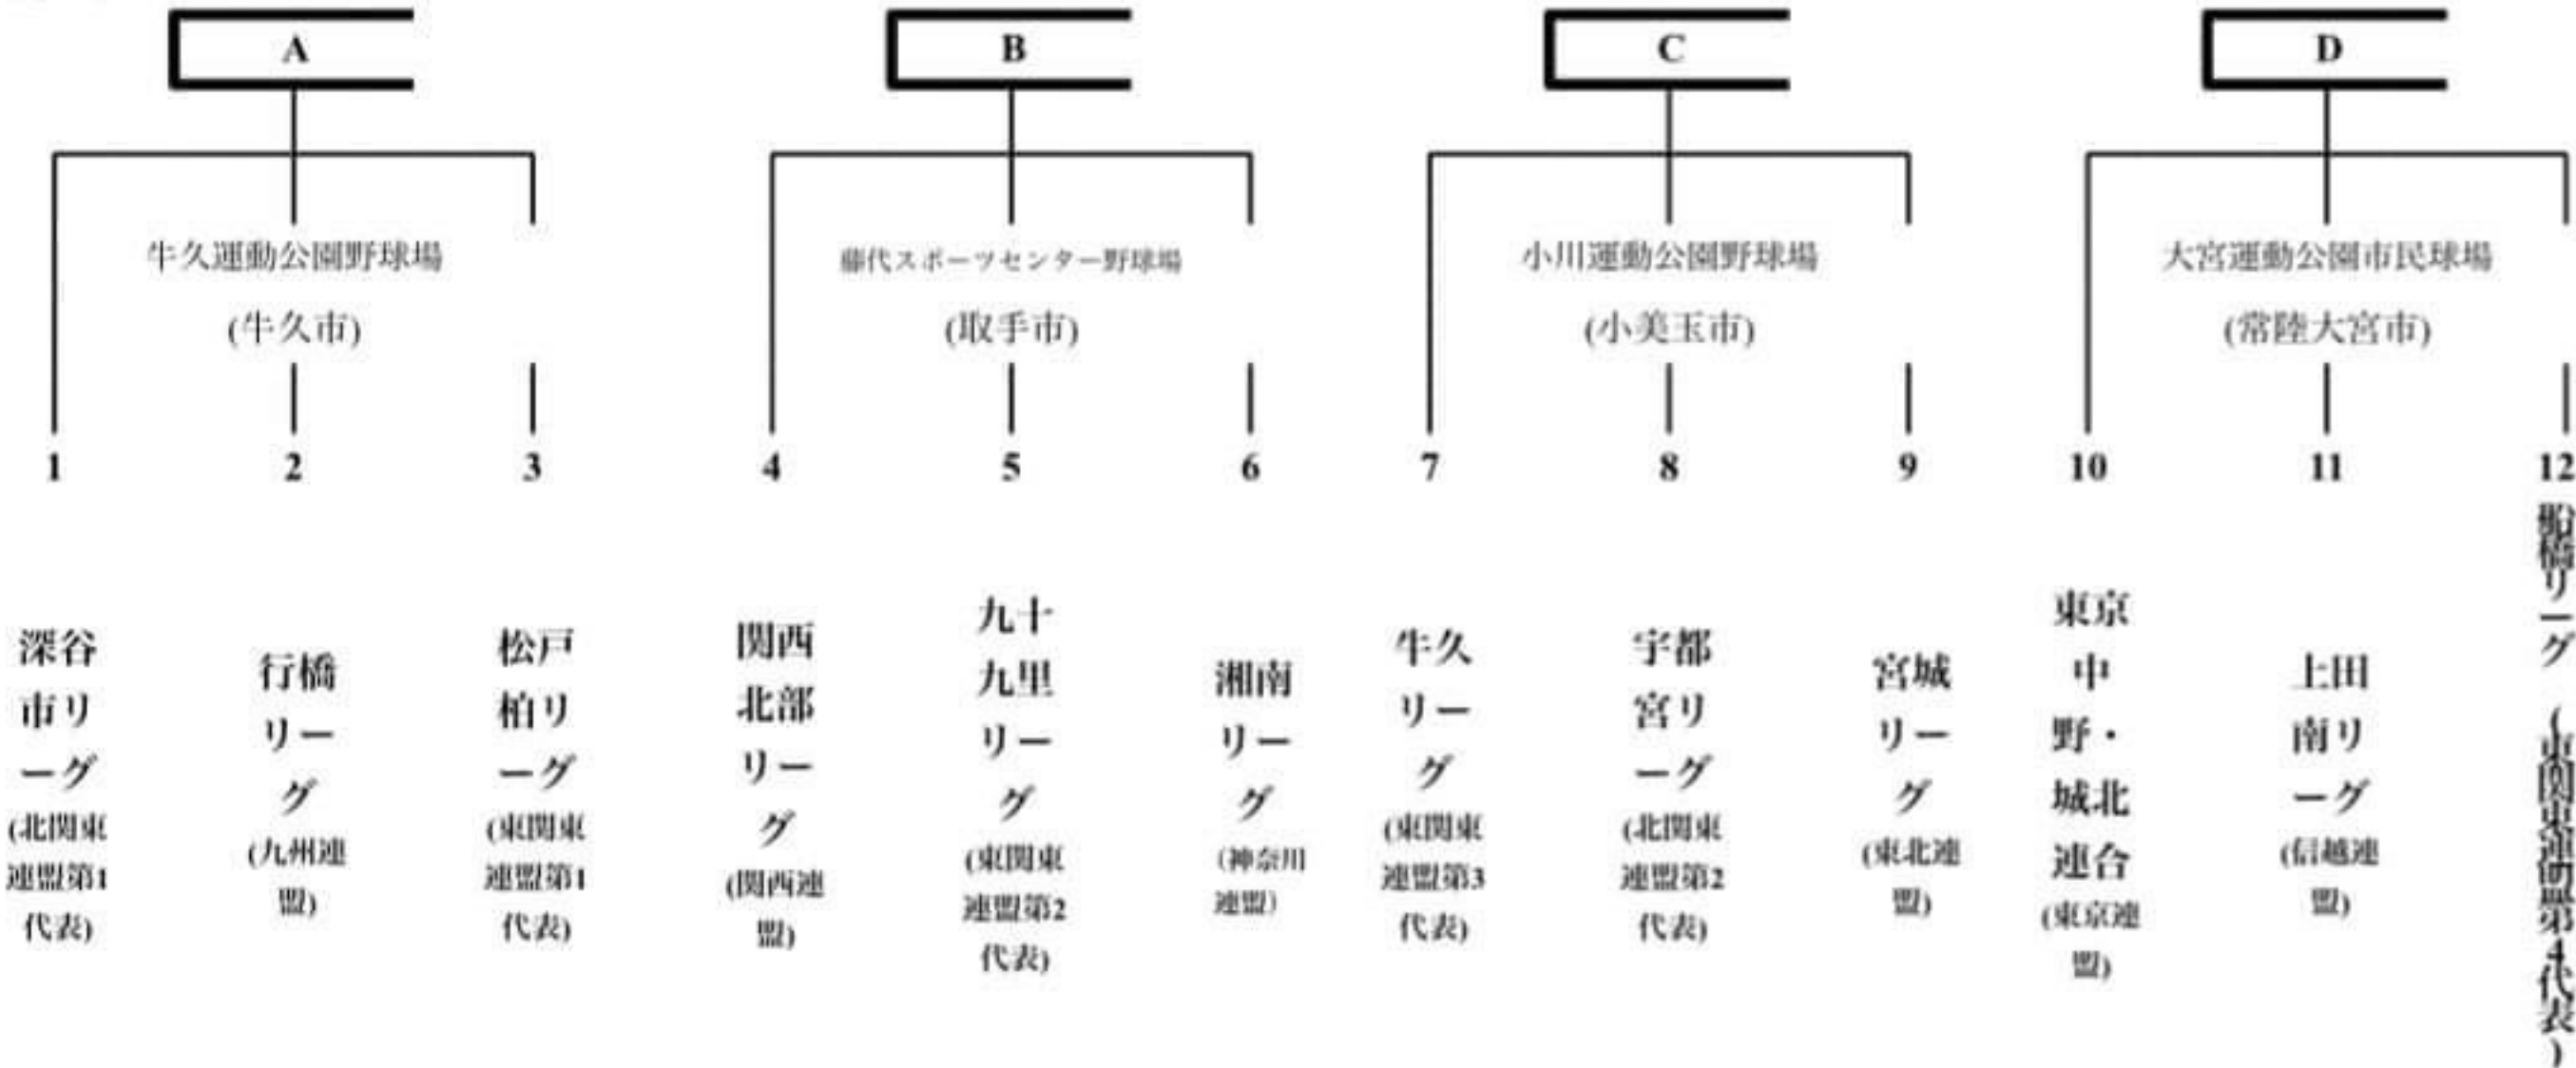 A
B
C
D
牛久運動公園野球場
(牛久市)
藤代スポーツセンター野球場
(取手市)
小川運動公園野球場
(小美玉市)
大宮運動公園市民球場
(常陸大宮市)
1
2
3
4
5
6
7
8
9
10
11
12
深谷
市リ
ーグ
(北関東
連盟第1
代表)
行橋
リー
グ
(九州連
盟)
松戸
柏リ
ーグ
(東関東
連盟第1
代表)
関西
北部
リー
グ
(関西連
盟)
九十
九里
リー
グ
(東関東
連盟第2
代表)
湘南
リー
グ
(神奈川
連盟)
牛久
リー
グ
(東関東
連盟第3
代表)
宇都
宮リ
ーグ
(北関東
連盟第2
代表)
宮城
リー
グ
(東北連
盟)
東京
中
野・
城北
連合
(東京連
盟)
上田
南リ
ーグ
(信越連
盟)
船橋リーグ (東関東連盟第4代表)